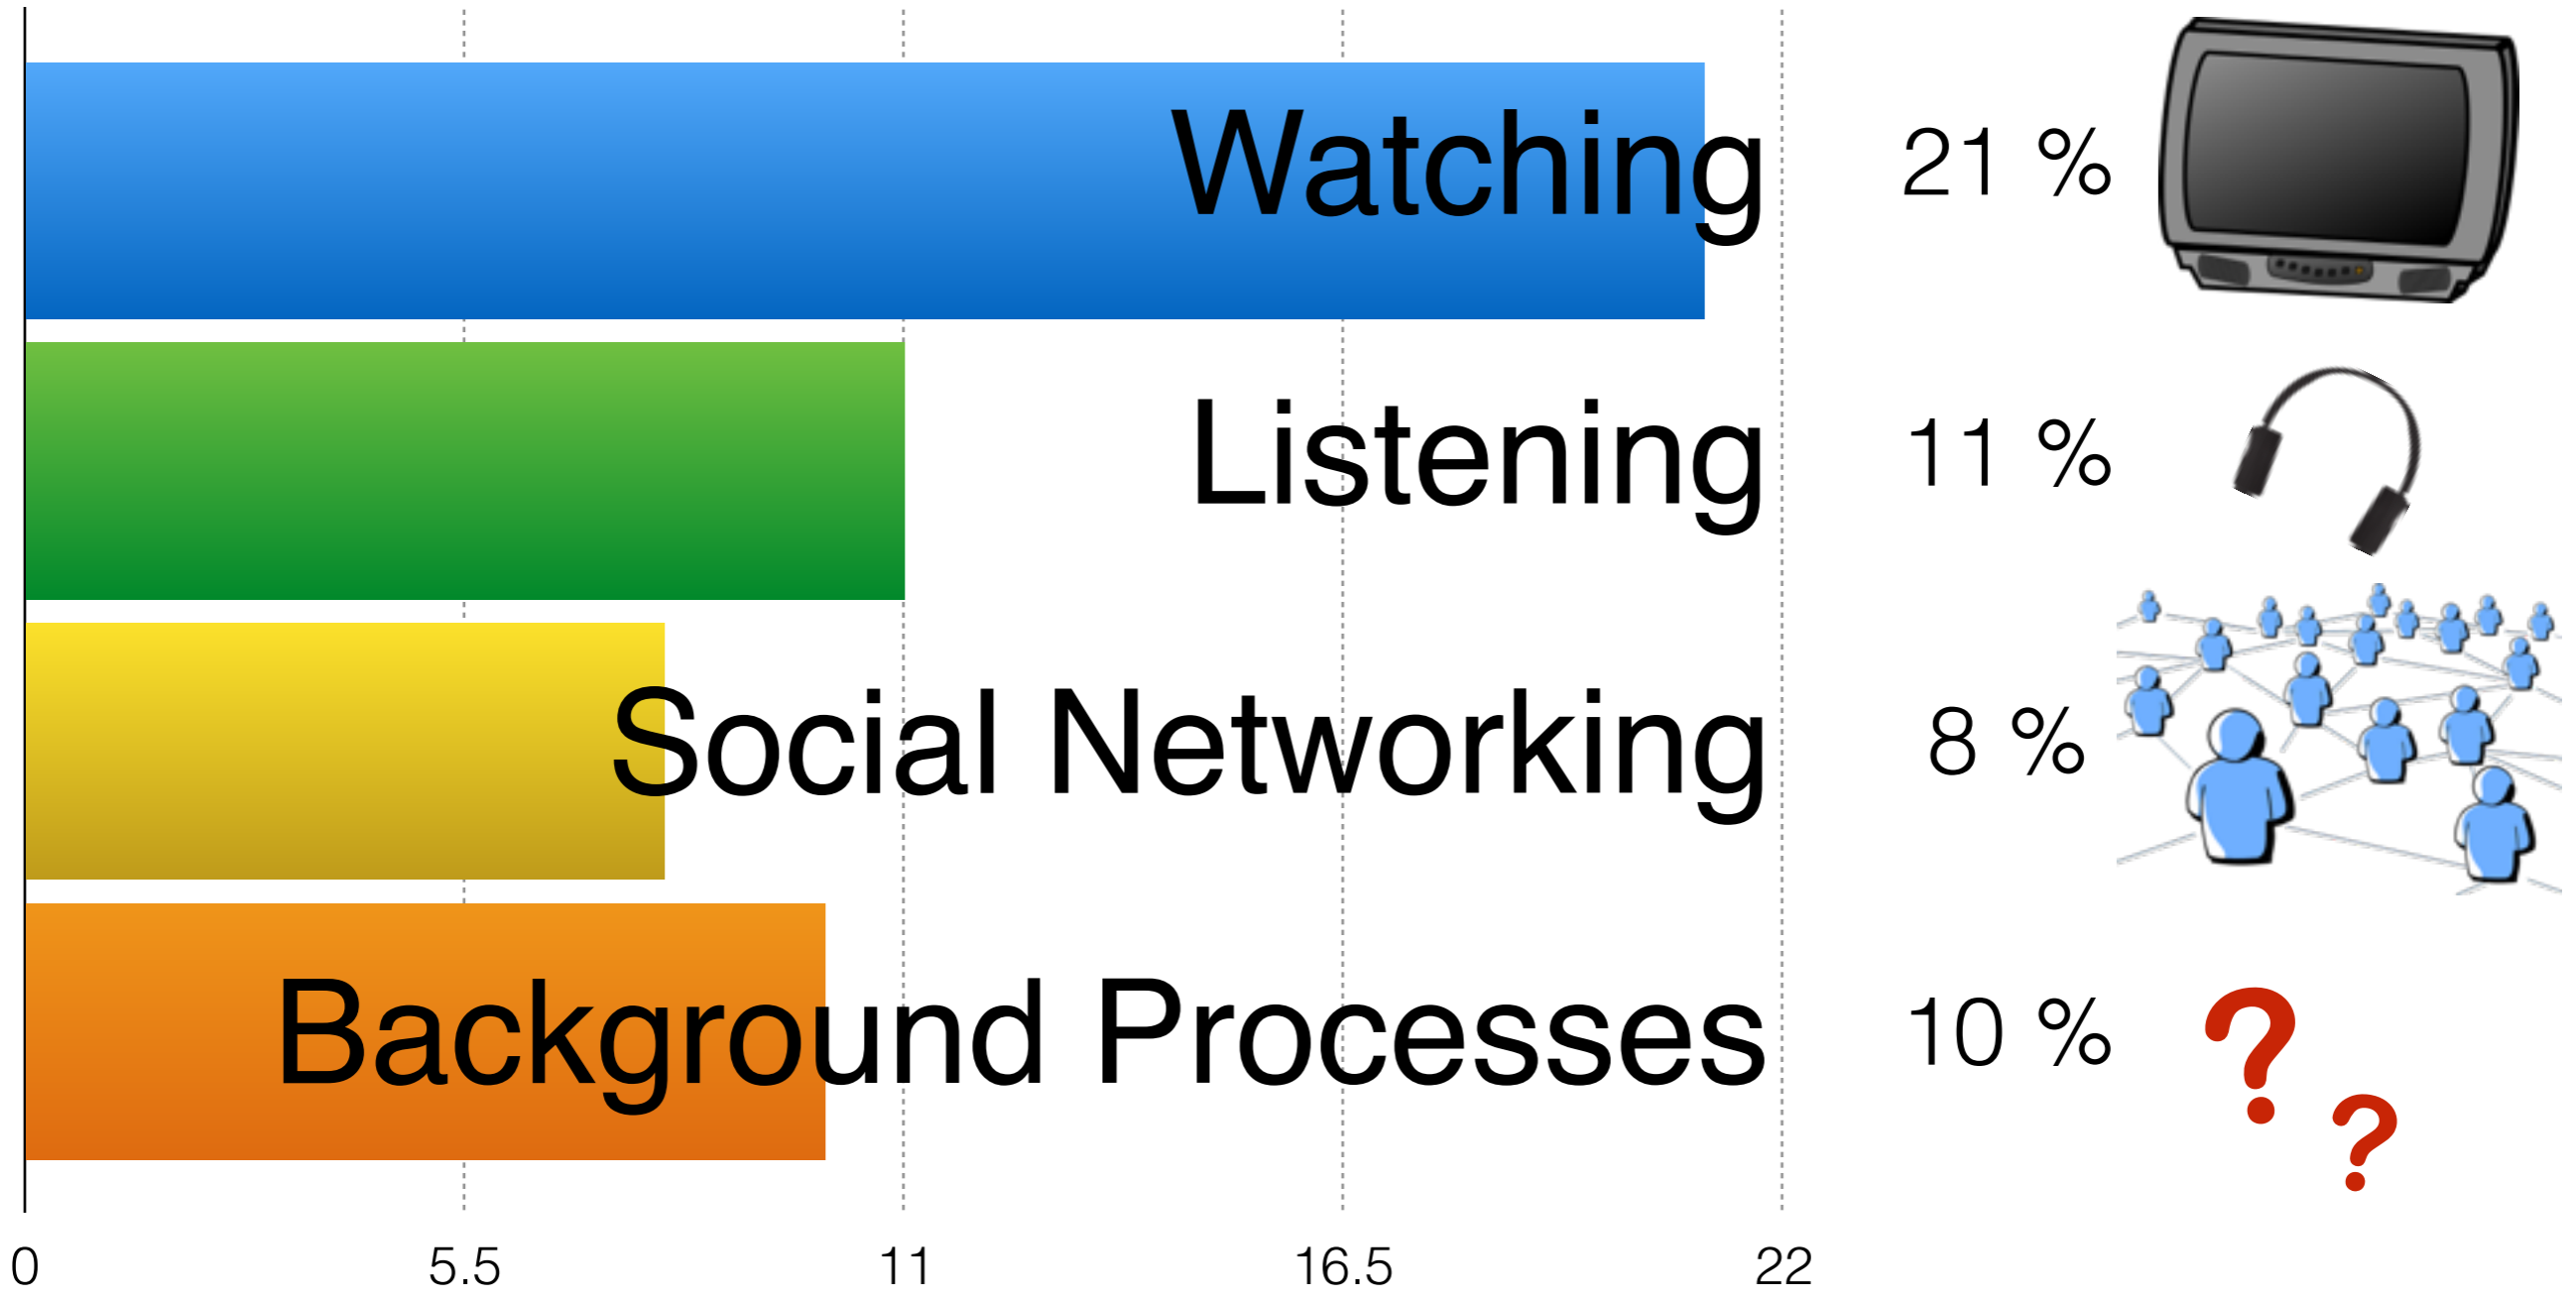 Watching 21 %
Listening 11 %
Social Networking 8 %
Background Processes 10 %
? ?
0 5.5 11 16.5 22